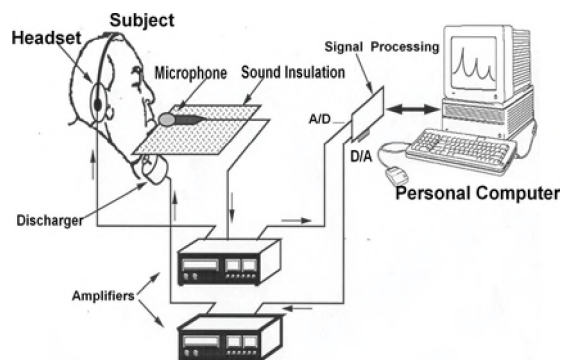 Subject
Headset
Microphone
Sound Insulation
Signal Processing
A/D
D/A
Personal Computer
Discharger
Amplifiers